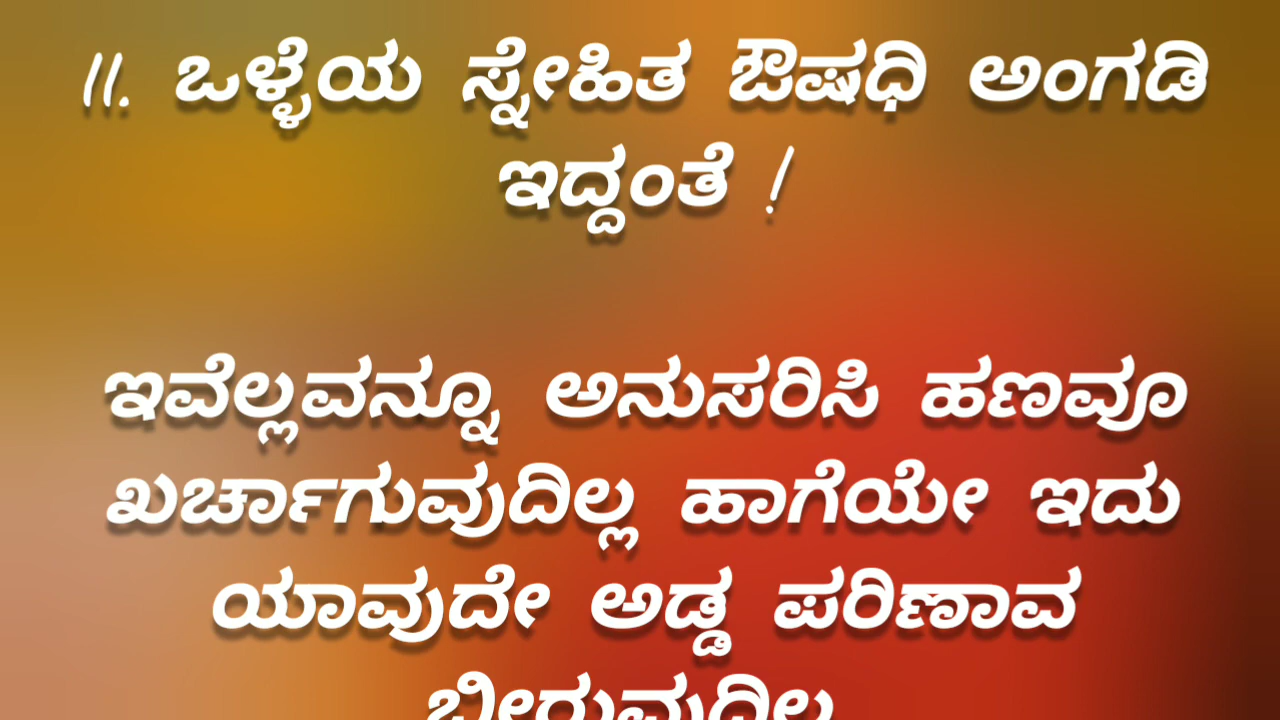 11. ಒಳ್ಳೆಯ ಸ್ನೇಹಿತ ಔಷಧಿ ಅಂಗಡಿ
ಇದ್ದಂತೆ !
ಇವೆಲ್ಲವನ್ನೂ ಅನುಸರಿಸಿ ಹಣವೂ
ಖರ್ಚಾಗುವುದಿಲ್ಲ ಹಾಗೆಯೇ ಇದು
ಯಾವುದೇ ಅಡ್ಡ ಪರಿಣಾವ
ಬೀರುವುದಿಲ್ಲ